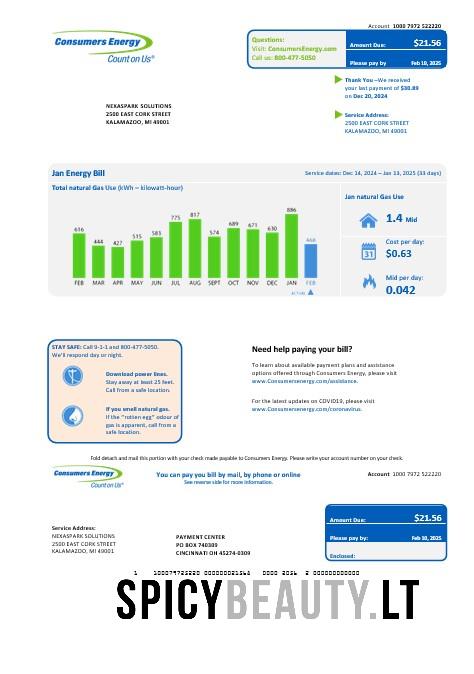 Account 1000 7972 522220
Consumers Energy
Count on Us®
Questions:
Visit: ConsumersEnergy.com
Call us: 800-477-5050
Amount Due: $21.56
Please pay by Feb 10, 2025
Thank You –We received
your last payment of $38.89
on Dec 20, 2024
NEXASPARK SOLUTIONS
2500 EAST CORK STREET
KALAMAZOO, MI 49001
Service Address:
2500 EAST CORK STREET
KALAMAZOO, MI 49001
Jan Energy Bill
Service dates: Dec 14, 2024 – Jan 13, 2025 (33 days)
Total natural Gas Use (kWh – kilowatt-hour)
Jan natural Gas Use
616 444 427 515 583 775 817 574 689 671 630 886 468
FEB MAR APR MAY JUN JUL AUG SEP OCT NOV DEC JAN FEB
1.4 Mid
Cost per day:
31 $0.63
Mid per day:
0.042
STAY SAFE: Call 9-1-1 and 800-477-5050.
We'll respond day or night.
Download power lines.
Stay away at least 25 feet.
Call from a safe location.
If you smell natural gas.
If the "rotten egg" odour of
gas is apparent, call from a
safe location.
Need help paying your bill?
To learn about available payment plans and assistance
options offered through Consumers Energy, please visit
www.Consumersenergy.com/assistance.
For the latest updates on COVID19, please visit
www.Consumersenergy.com/coronavirus.
Fold detach and mail this portion with your check made payable to Consumers Energy. Please write your account number on your check.
Consumers Energy
Count on Us®
You can pay you bill by mail, by phone or online
See reverse side for more information.
Account 1000 7972 522220
Service Address:
NEXASPARK SOLUTIONS
2500 EAST CORK STREET
KALAMAZOO, MI 49001
PAYMENT CENTER
PO BOX 740309
CINCINNATI OH 45274-0309
Amount Due: $21.56
Please pay by: Feb 10, 2025
Enclosed:
SPICYBEAUTY.LT